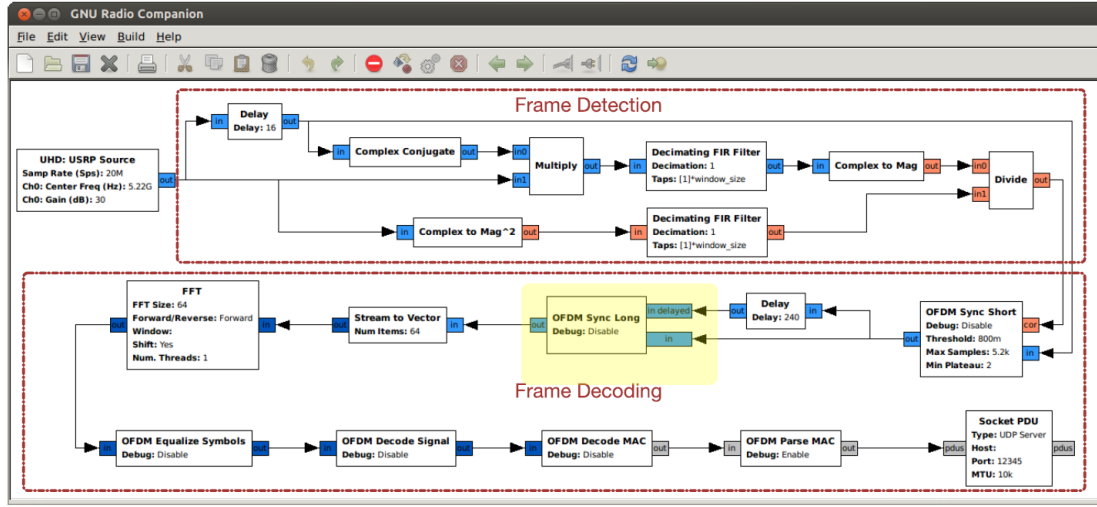 GNU Radio Companion
File Edit View Build Help
Frame Detection
Delay
Delay: 16
in
out
UHD: USRP Source
Samp Rate (Sps): 20M
Ch0: Center Freq (Hz): 5.22G
Ch0: Gain (dB): 30
out
in
Complex Conjugate
out
in0
in1
Multiply
out
in
Decimating FIR Filter
Decimation: 1
Taps: [1]*window_size
out
in
Complex to Mag
out
in0
in1
Divide
out
in
Complex to Mag^2
out
in
Decimating FIR Filter
Decimation: 1
Taps: [1]*window_size
out
FFT
FFT Size: 64
Forward/Reverse: Forward
Window:
Shift: Yes
Num. Threads: 1
out
in
Stream to Vector
Num Items: 64
out
in
OFDM Sync Long
Debug: Disable
out
in delayed
in
Delay
Delay: 240
out
in
OFDM Sync Short
Debug: Disable
Threshold: 800m
Max Samples: 5.2k
Min Plateau: 2
out
cor
in
Frame Decoding
in
OFDM Equalize Symbols
Debug: Disable
out
in
OFDM Decode Signal
Debug: Disable
out
in
OFDM Decode MAC
Debug: Disable
out
in
OFDM Parse MAC
Debug: Enable
out
pdus
Socket PDU
Type: UDP Server
Host:
Port: 12345
MTU: 10k
pdus